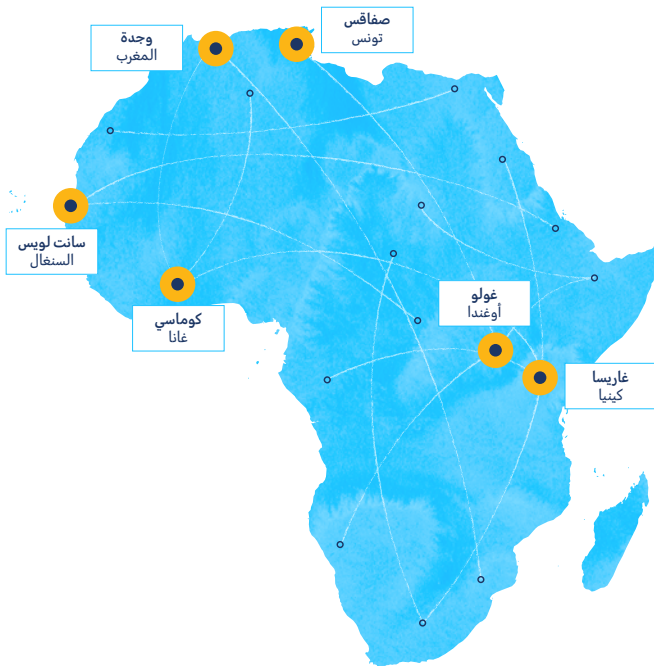 صفاقس
تونس
وجدة
المغرب
سانت لويس
السنغال
كوماسي
غانا
غولو
أوغندا
غاريسا
كينيا